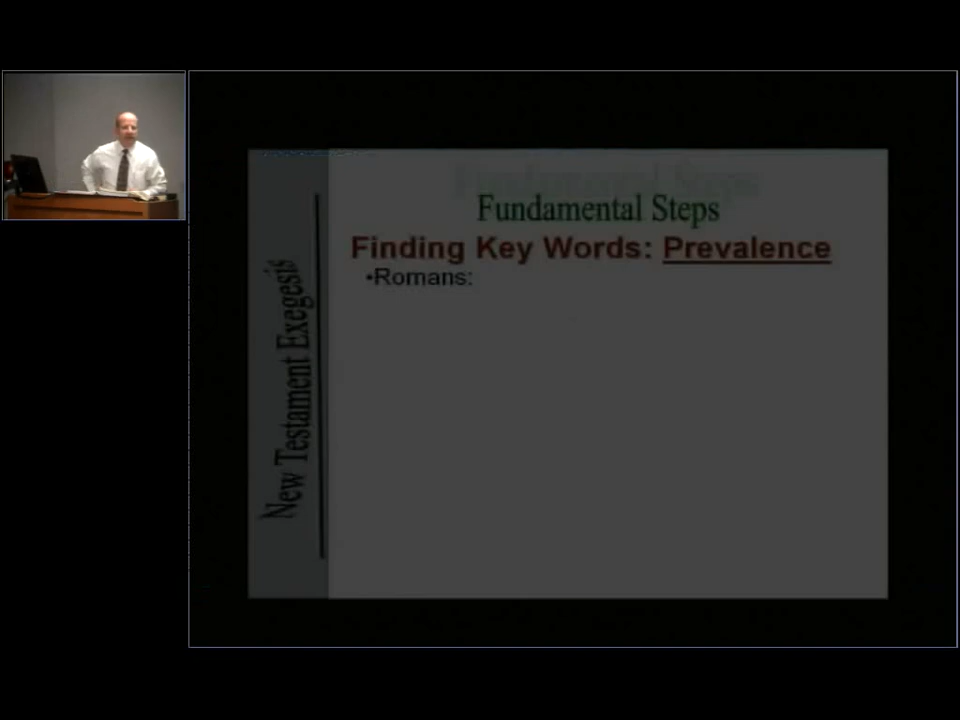 Fundamental Steps
Finding Key Words: Prevalence
•Romans:
New Testament Exegesis